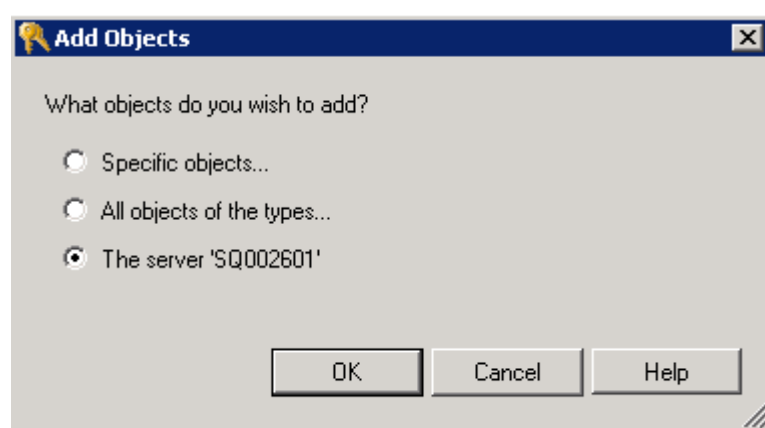 Add Objects
What objects do you wish to add?
Specific objects...
All objects of the types...
The server 'SQ002601'
OK Cancel Help